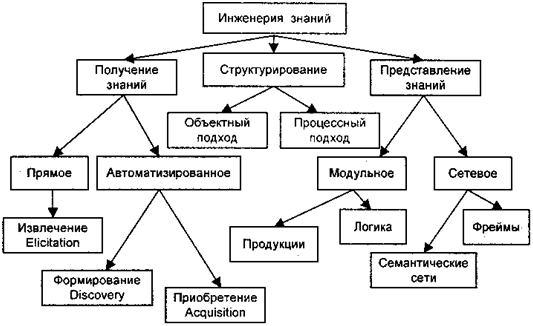 Инженерия знаний
Получение
знаний
Структурирование
Представление
знаний
Объектный
подход
Процессный
подход
Прямое
Автоматизированное
Модульное
Сетевое
Извлечение
Elicitation
Продукции
Логика
Фреймы
Семантические
сети
Формирование
Discovery
Приобретение
Acquisition